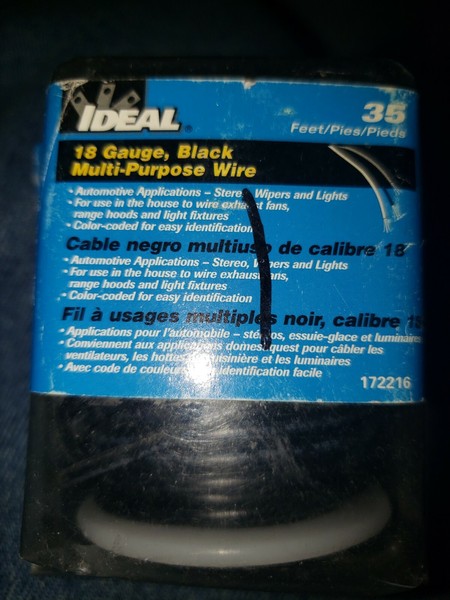 IDEAL®
35
Feet/Pies/Pieds
18 Gauge, Black
Multi-Purpose Wire
• Automotive Applications – Stereo, Wipers and Lights
• For use in the house to wire exhaust fans,
range hoods and light fixtures
• Color-coded for easy identification
Cable negro multiuso de calibre 18
• Automotive Applications – Stereo, Wipers and Lights
• For use in the house to wire exhaust fans,
range hoods and light fixtures
• Color-coded for easy identification
Fil à usages multiples noir, calibre 18
• Applications pour l'automobile – stéréos, essuie-glace et luminaires
• Conviennent aux applications domestiquest pour câbler les
ventilateurs, les hottes de cuisinière et les luminaires
• Avec code de couleurs identification facile
172216